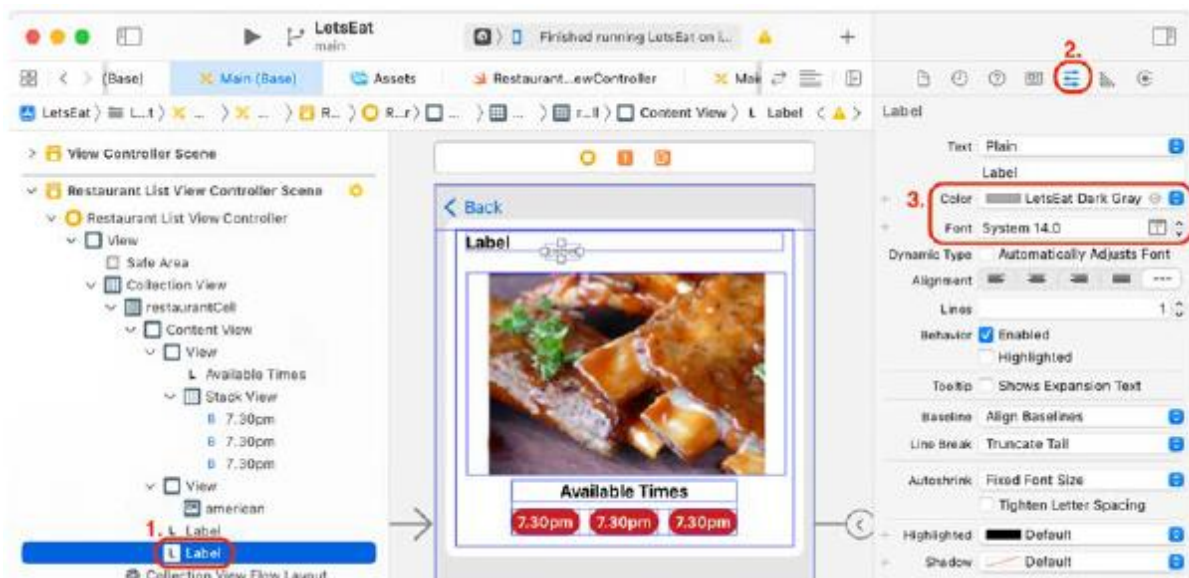 LetsEat
main
Finished running LetsEat on i...
(Base)
Main (Base)
Assets
Restaurant...ewController
Mai
2.
LetsEat
L...t
R...
R...r
r...ll
Content View
L Label
Label
View Controller Scene
Restaurant List View Controller Scene
Restaurant List View Controller
View
Safe Area
Collection View
restaurantCell
Content View
View
L Available Times
Stack View
B 7.30pm
B 7.30pm
B 7.30pm
View
american
1. L Label
L Label
Collection View Flow Layout
Back
Label
Available Times
7.30pm 7.30pm 7.30pm
Text Plain
Label
3. Color LetsEat Dark Gray
Font System 14.0
Dynamic Type Automatically Adjusts Font
Alignment
Lines 1
Behavior Enabled
Highlighted
Tooltip Shows Expansion Text
Baseline Align Baselines
Line Break Truncate Tail
Autoshrink Fixed Font Size
Tighten Letter Spacing
Highlighted Default
Shadow Default